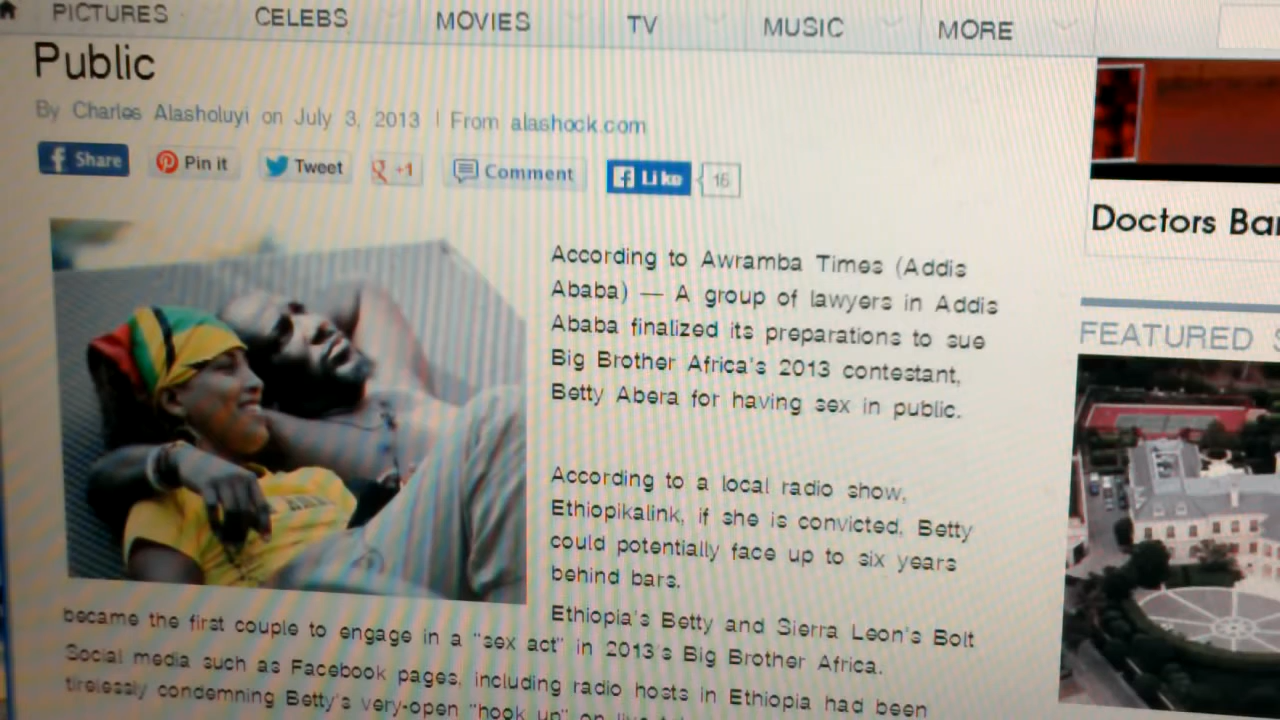 PICTURES CELEBS MOVIES TV MUSIC MORE
Public
By Charles Alasholuyi on July 3, 2013 | From alashock.com
Share Pin it Tweet +1 Comment Like 16
According to Awramba Times (Addis
Ababa) — A group of lawyers in Addis
Ababa finalized its preparations to sue
Big Brother Africa's 2013 contestant,
Betty Abera for having sex in public.
According to a local radio show,
Ethiopikalink, if she is convicted, Betty
could potentially face up to six years
behind bars.
Ethiopia's Betty and Sierra Leon's Bolt
became the first couple to engage in a "sex act" in 2013's Big Brother Africa.
Social media such as Facebook pages, including radio hosts in Ethiopia had been
tirelessly condemning Betty's very-open "hook up" on
Doctors Ba
FEATURED